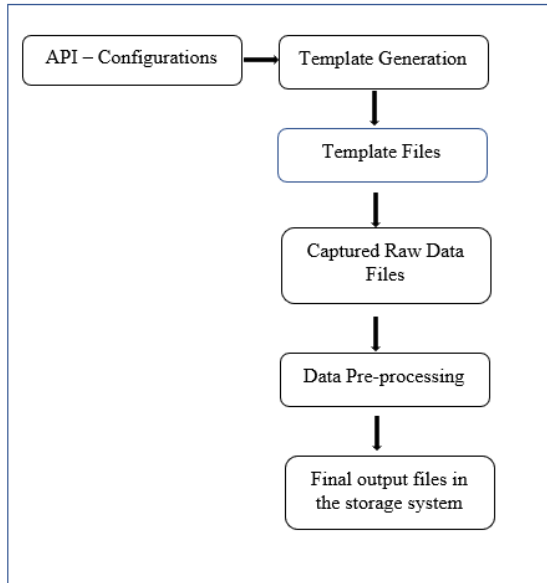 API – Configurations
Template Generation
Template Files
Captured Raw Data
Files
Data Pre-processing
Final output files in
the storage system